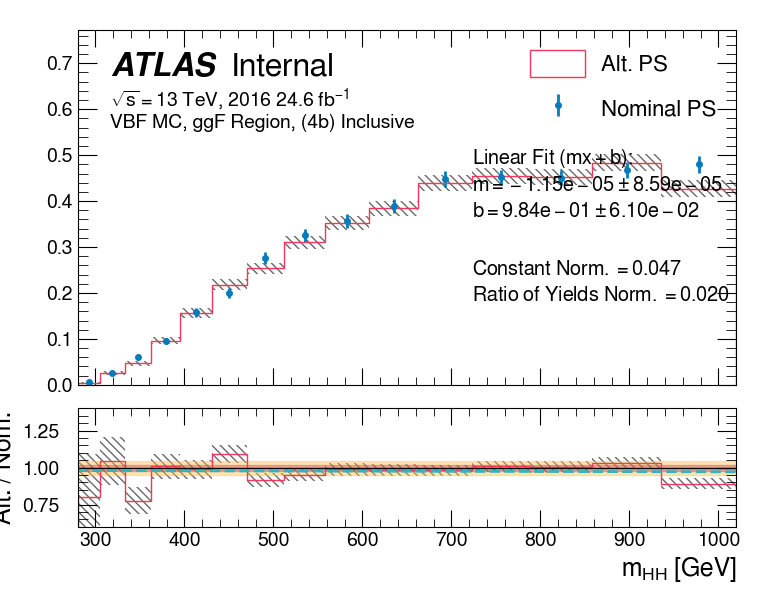 ATLAS Internal
√s = 13 TeV, 2016 24.6 fb⁻¹
VBF MC, ggF Region, (4b) Inclusive
Alt. PS
Nominal PS
Linear Fit (mx + b):
m = − 1.15e − 05 ± 8.59e − 05
b = 9.84e − 01 ± 6.10e − 02
Constant Norm. = 0.047
Ratio of Yields Norm. = 0.020
0.7
0.6
0.5
0.4
0.3
0.2
0.1
0.0
Alt. / Nom.
1.25
1.00
0.75
300 400 500 600 700 800 900 1000
m_HH [GeV]